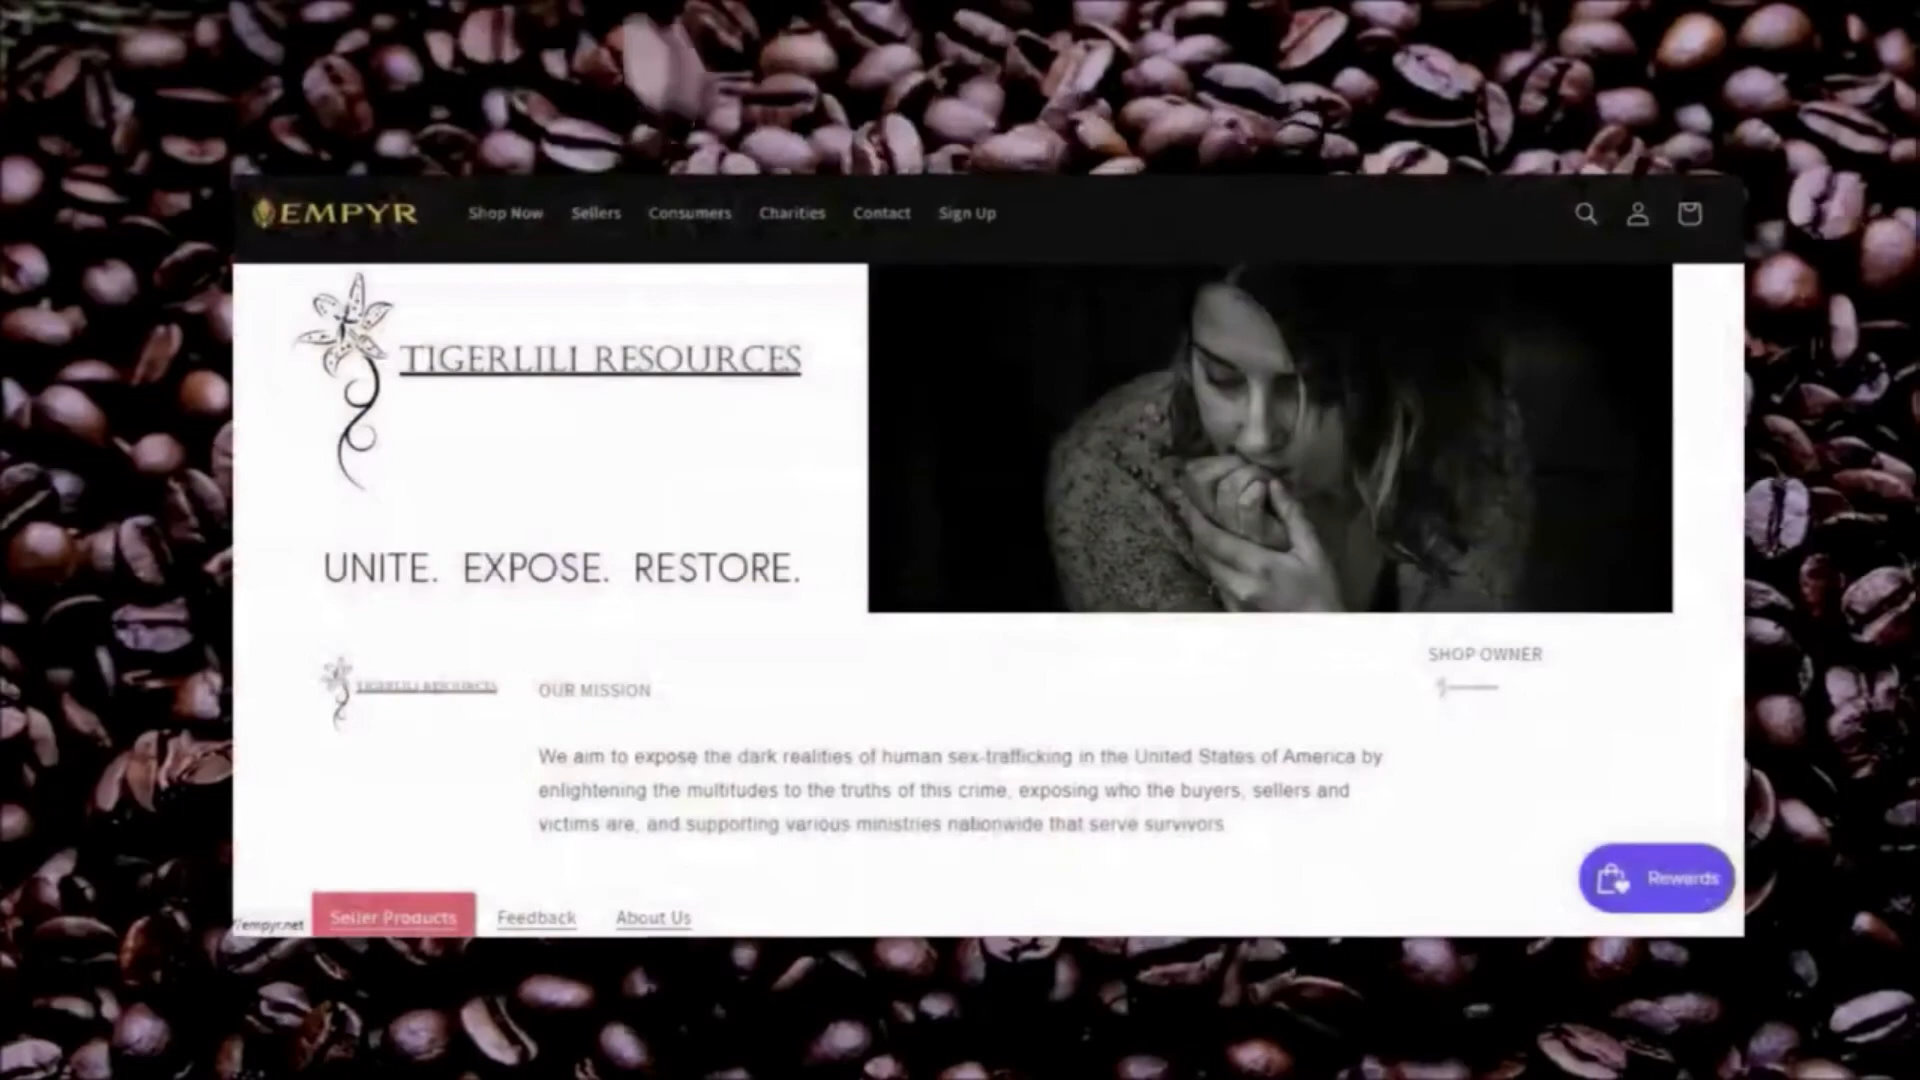 EMPYR
Shop Now Sellers Consumers Charities Contact Sign Up
TIGERLILI RESOURCES
UNITE. EXPOSE. RESTORE.
SHOP OWNER
TIGERLILI RESOURCES
OUR MISSION
We aim to expose the dark realities of human sex-trafficking in the United States of America by
enlightening the multitudes to the truths of this crime, exposing who the buyers, sellers and
victims are, and supporting various ministries nationwide that serve survivors
Rewards
Seller Products Feedback About Us
empyr.net